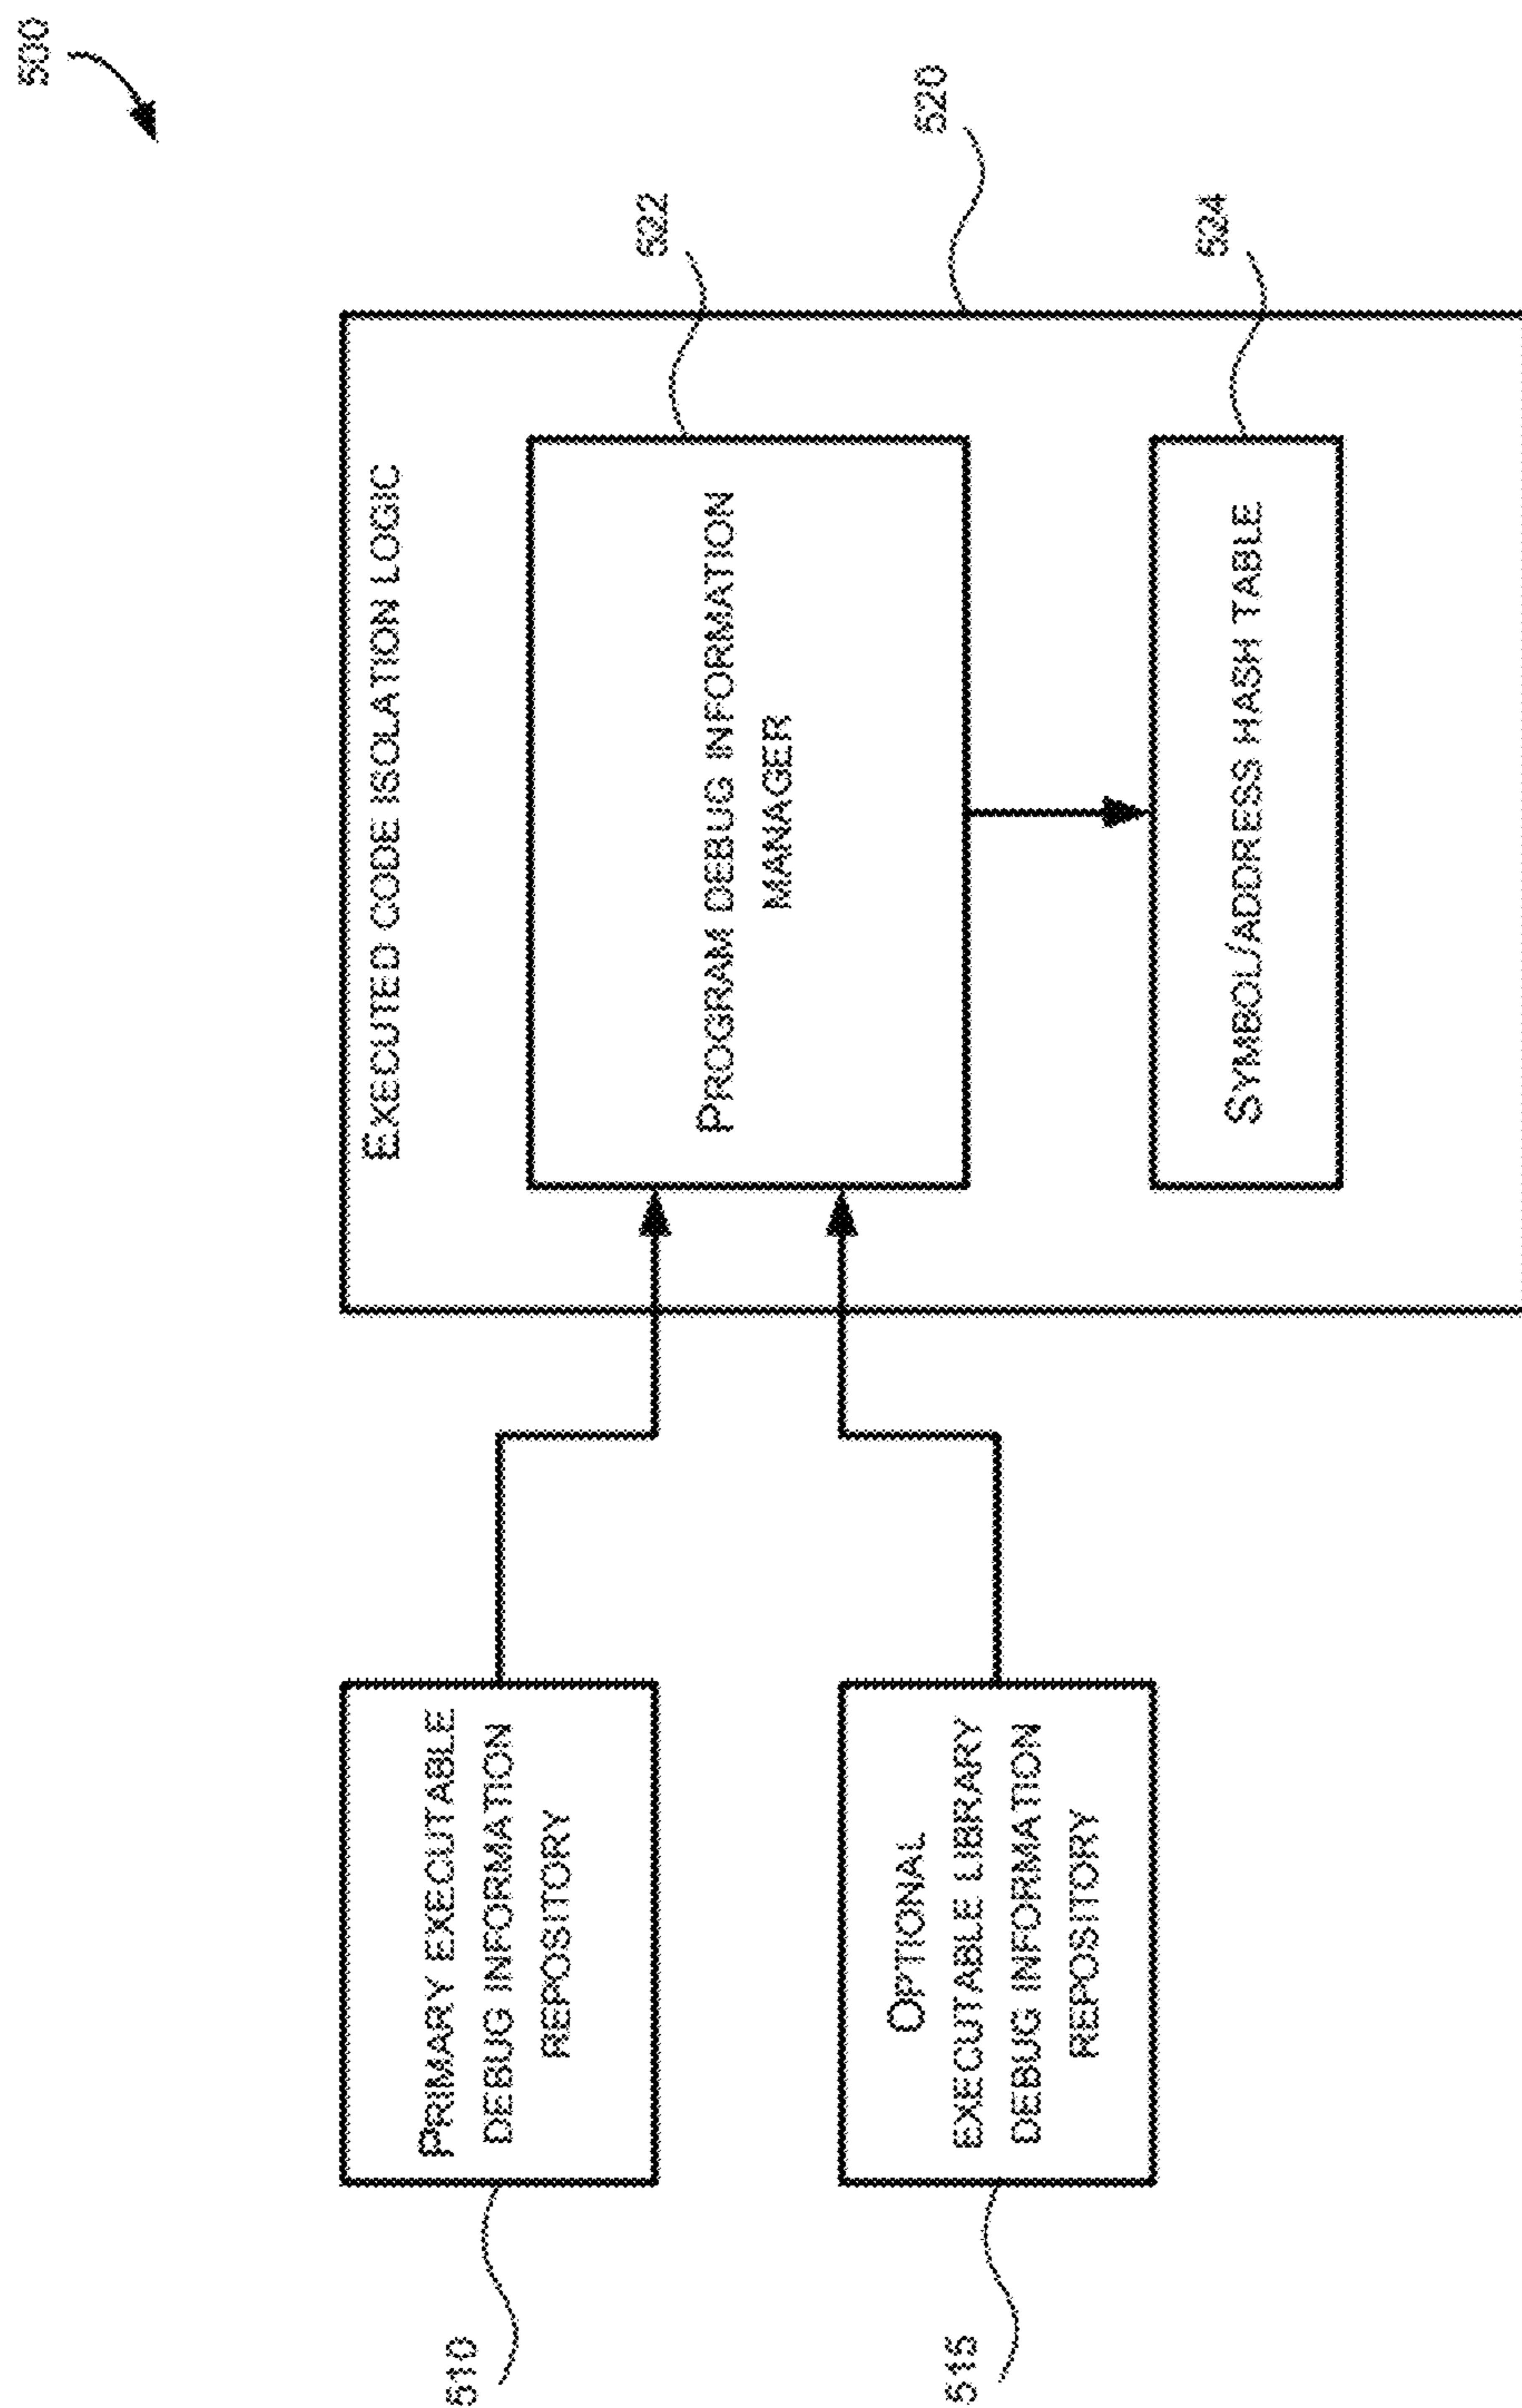 500
PRIMARY EXECUTABLE
DEBUG INFORMATION
REPOSITORY
510
OPTIONAL
EXECUTABLE LIBRARY
DEBUG INFORMATION
REPOSITORY
515
EXECUTED CODE ISOLATION LOGIC
520
PROGRAM DEBUG INFORMATION
MANAGER
522
SYMBOL/ADDRESS HASH TABLE
524